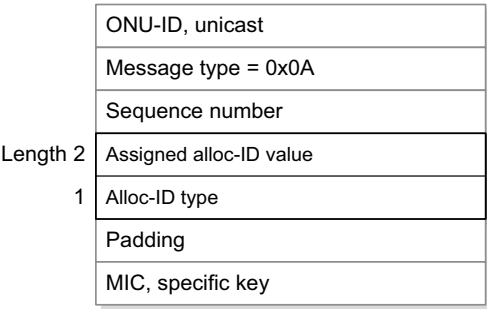 ONU-ID, unicast
Message type = 0x0A
Sequence number
Length 2 Assigned alloc-ID value
1 Alloc-ID type
Padding
MIC, specific key